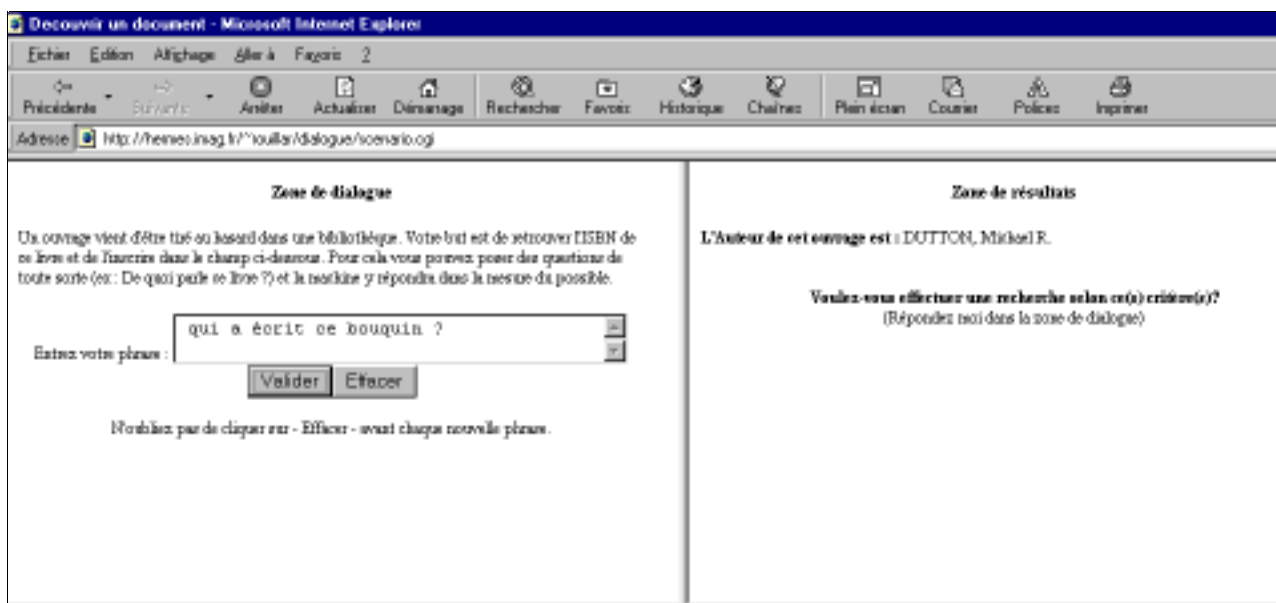 Decouvrir un document - Microsoft Internet Explorer
Fichier Edition Affichage Aller à Favoris ?
Précédente Suivante Arrêter Actualiser Démarrage Rechercher Favoris Historique Chaînes Plein écran Courrier Polices Imprimer
Adresse http://hermes.imag.fr/~rouillar/dialogue/scenario.cgi
Zone de dialogue
Un ouvrage vient d'être tiré au hasard dans une bibliothèque. Votre but est de retrouver l'ISBN de
ce livre et de l'inscrire dans le champ ci-dessous. Pour cela vous pouvez poser des questions de
toute sorte (ex : De quoi parle ce livre ?) et la machine y répondra dans la mesure du possible.
Entrez votre phrase : qui a écrit ce bouquin ?
Valider Effacer
N'oubliez pas de cliquer sur - Effacer - avant chaque nouvelle phrase.
Zone de résultats
L'Auteur de cet ouvrage est : DUTTON, Michael R.
Voulez-vous effectuer une recherche selon ce(s) critère(s)?
(Répondez moi dans la zone de dialogue)